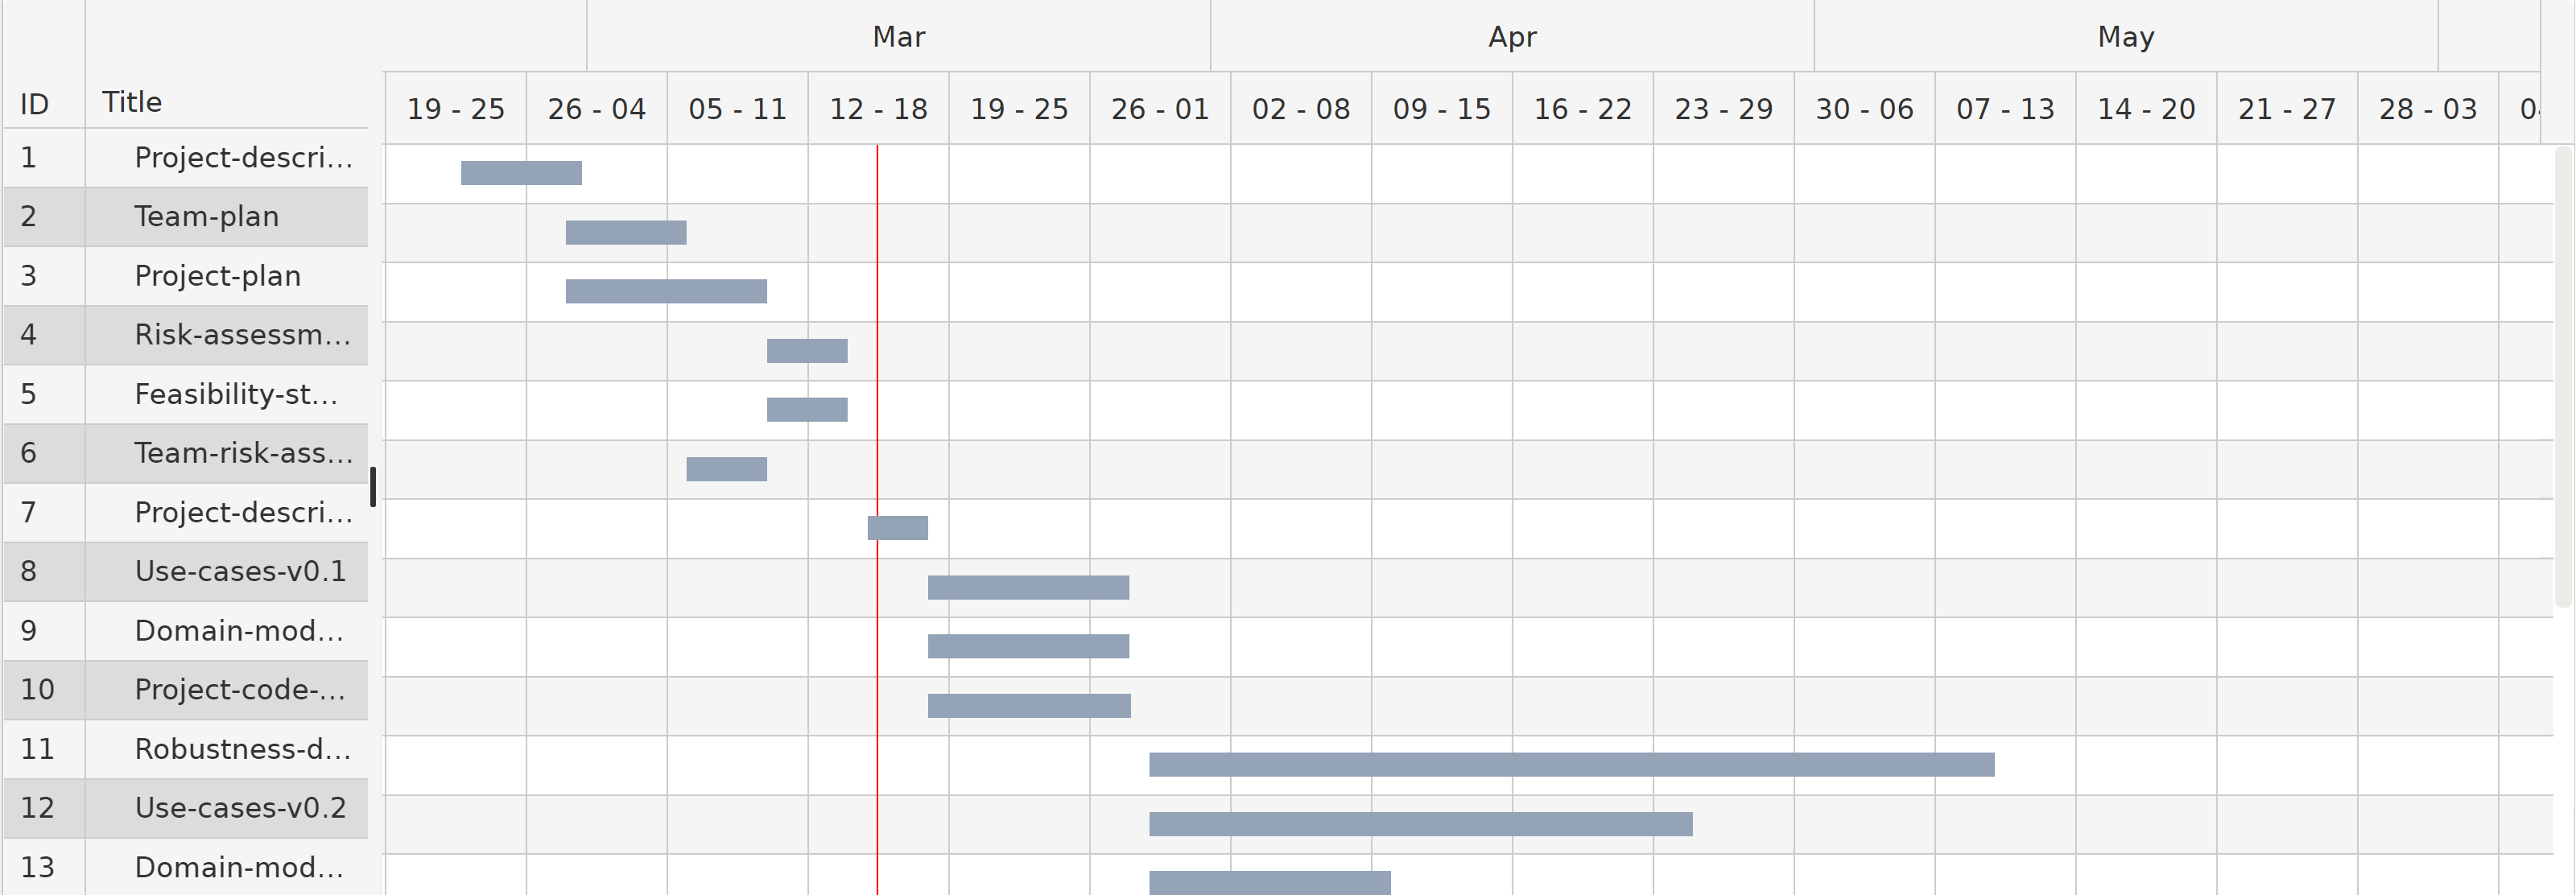 Mar Apr May
ID Title 19 - 25 26 - 04 05 - 11 12 - 18 19 - 25 26 - 01 02 - 08 09 - 15 16 - 22 23 - 29 30 - 06 07 - 13 14 - 20 21 - 27 28 - 03
1 Project-descri...
2 Team-plan
3 Project-plan
4 Risk-assessm...
5 Feasibility-st...
6 Team-risk-ass...
7 Project-descri...
8 Use-cases-v0.1
9 Domain-mod...
10 Project-code-...
11 Robustness-d...
12 Use-cases-v0.2
13 Domain-mod...